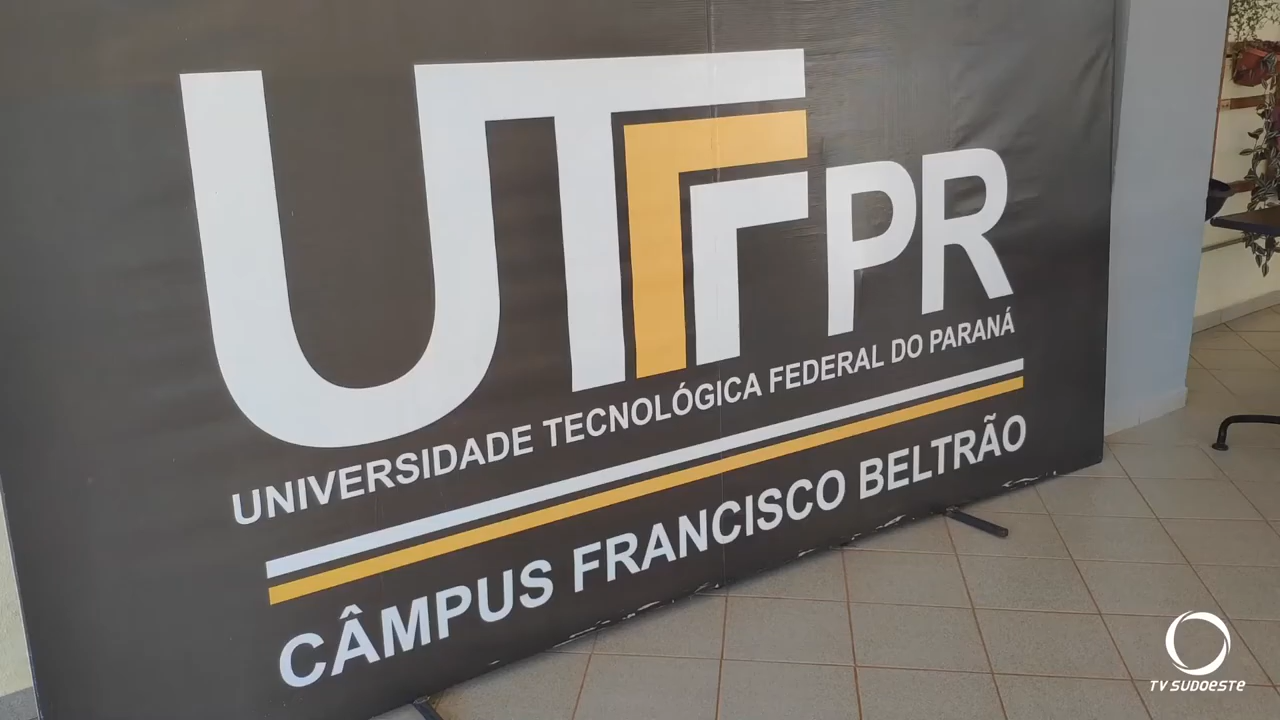 UTFPR
UNIVERSIDADE TECNOLÓGICA FEDERAL DO PARANÁ
CÂMPUS FRANCISCO BELTRÃO
TV SUDOESTE